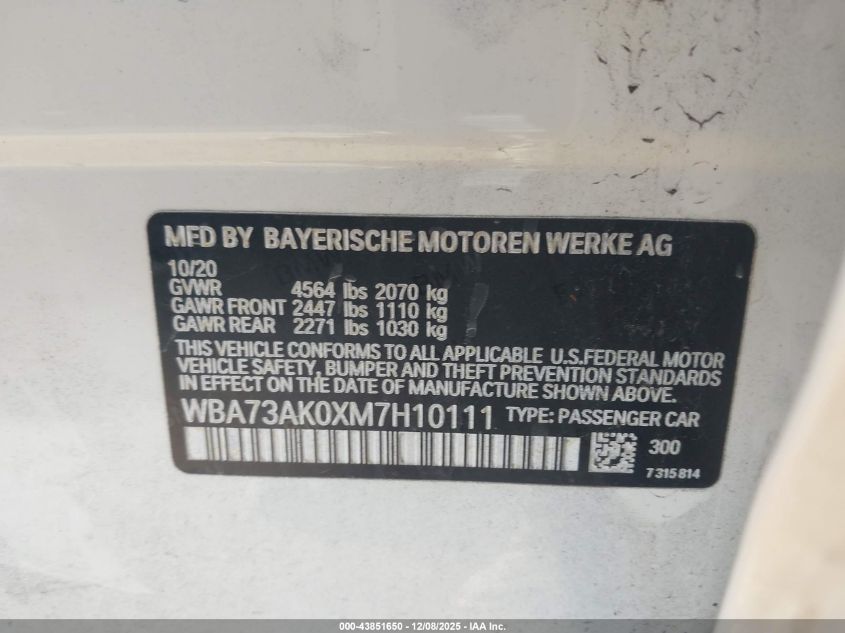 MFD BY BAYERISCHE MOTOREN WERKE AG
10/20
GVWR 4564 lbs 2070 kg
GAWR FRONT 2447 lbs 1110 kg
GAWR REAR 2271 lbs 1030 kg
THIS VEHICLE CONFORMS TO ALL APPLICABLE U.S.FEDERAL MOTOR
VEHICLE SAFETY, BUMPER AND THEFT PREVENTION STANDARDS
IN EFFECT ON THE DATE OF MANUFACTURE SHOWN ABOVE.
WBA73AK0XM7H10111 TYPE: PASSENGER CAR
300
7315814
000-43851650 - 12/08/2025 - IAA Inc.